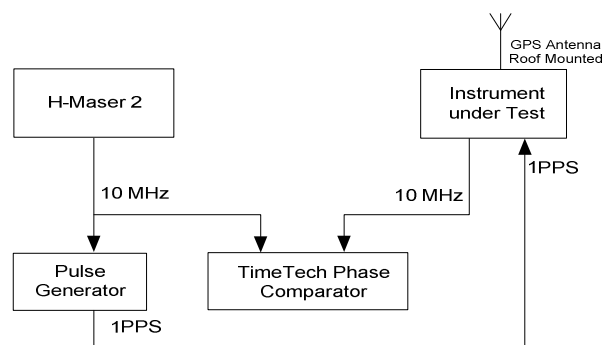 GPS Antenna
Roof Mounted
H-Maser 2
Instrument
under Test
10 MHz
10 MHz
1PPS
Pulse
Generator
TimeTech Phase
Comparator
1PPS